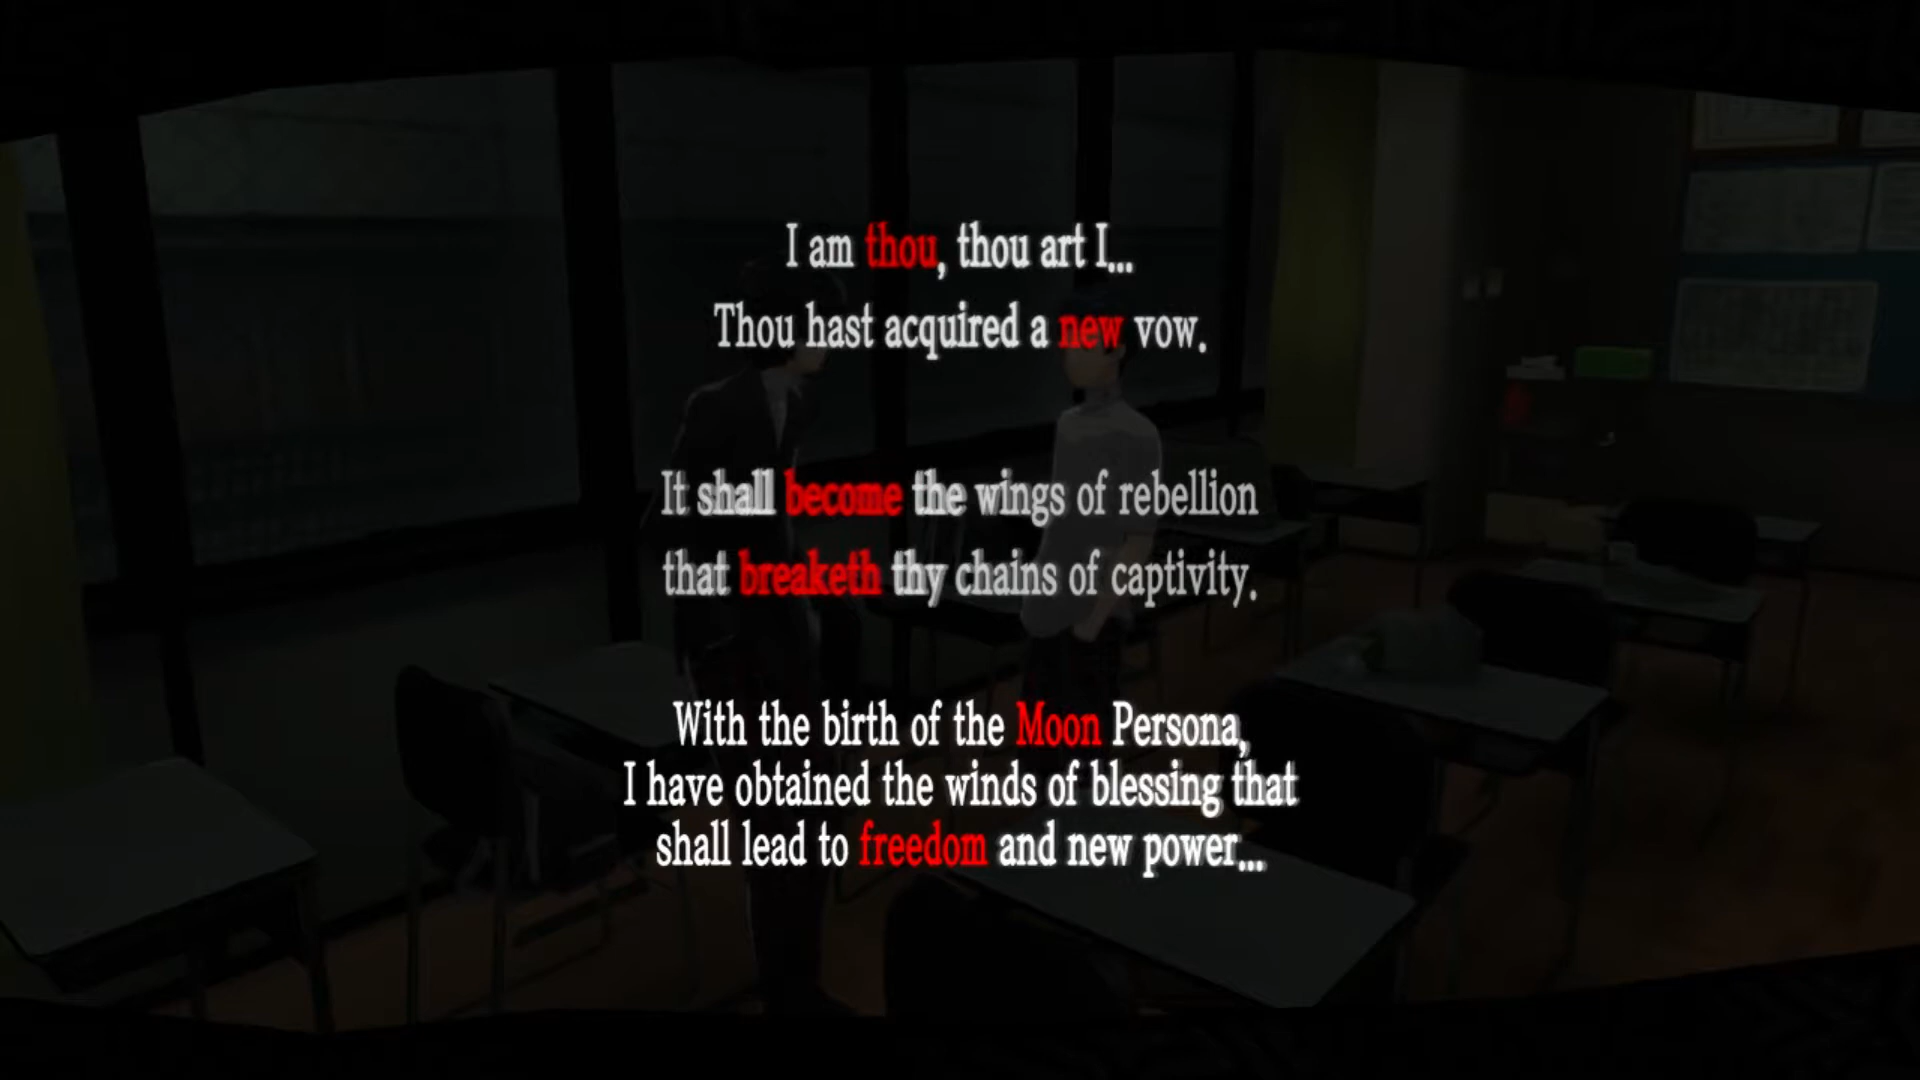 I am thou, thou art I...
Thou hast acquired a new vow.
It shall become the wings of rebellion
that breaketh thy chains of captivity.
With the birth of the Moon Persona,
I have obtained the winds of blessing that
shall lead to freedom and new power...